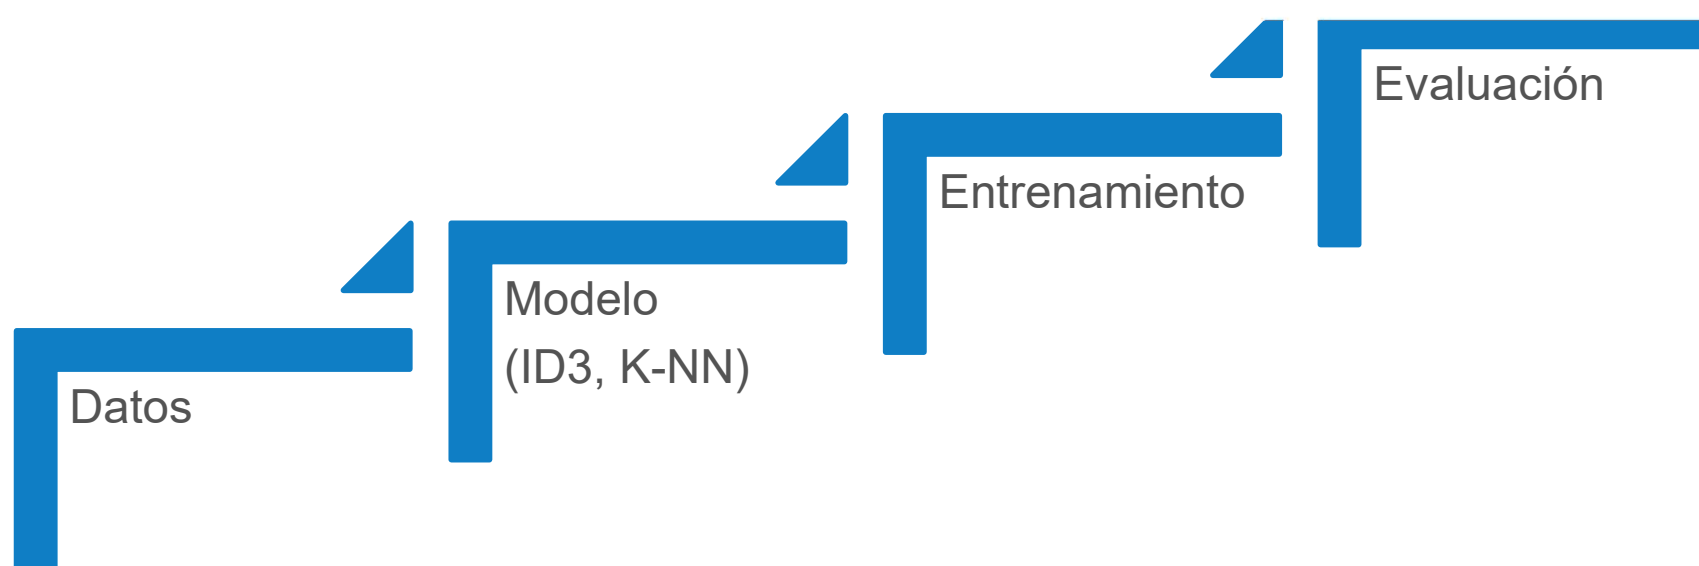 Datos
Modelo
(ID3, K-NN)
Entrenamiento
Evaluación